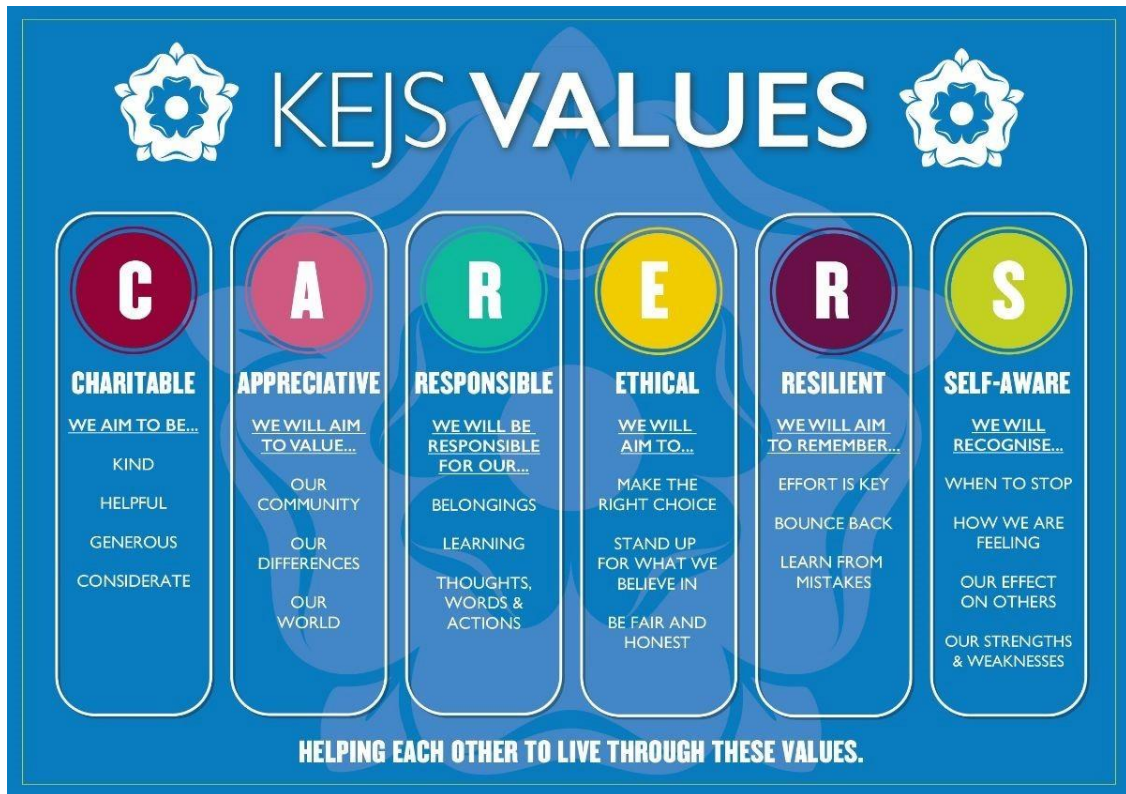 KEJS VALUES
C
CHARITABLE
WE AIM TO BE...
KIND
HELPFUL
GENEROUS
CONSIDERATE
A
APPRECIATIVE
WE WILL AIM
TO VALUE...
OUR
COMMUNITY
OUR
DIFFERENCES
OUR
WORLD
R
RESPONSIBLE
WE WILL BE
RESPONSIBLE
FOR OUR...
BELONGINGS
LEARNING
THOUGHTS,
WORDS &
ACTIONS
E
ETHICAL
WE WILL
AIM TO...
MAKE THE
RIGHT CHOICE
STAND UP
FOR WHAT WE
BELIEVE IN
BE FAIR AND
HONEST
R
RESILIENT
WE WILL AIM
TO REMEMBER...
EFFORT IS KEY
BOUNCE BACK
LEARN FROM
MISTAKES
S
SELF-AWARE
WE WILL
RECOGNISE...
WHEN TO STOP
HOW WE ARE
FEELING
OUR EFFECT
ON OTHERS
OUR STRENGTHS
& WEAKNESSES
HELPING EACH OTHER TO LIVE THROUGH THESE VALUES.